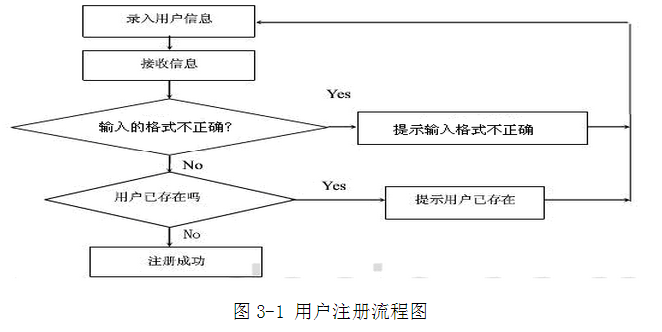 录入用户信息
接收信息
Yes
输入的格式不正确?
提示输入格式不正确
No
用户已存在吗
Yes
提示用户已存在
No
注册成功
图 3-1 用户注册流程图